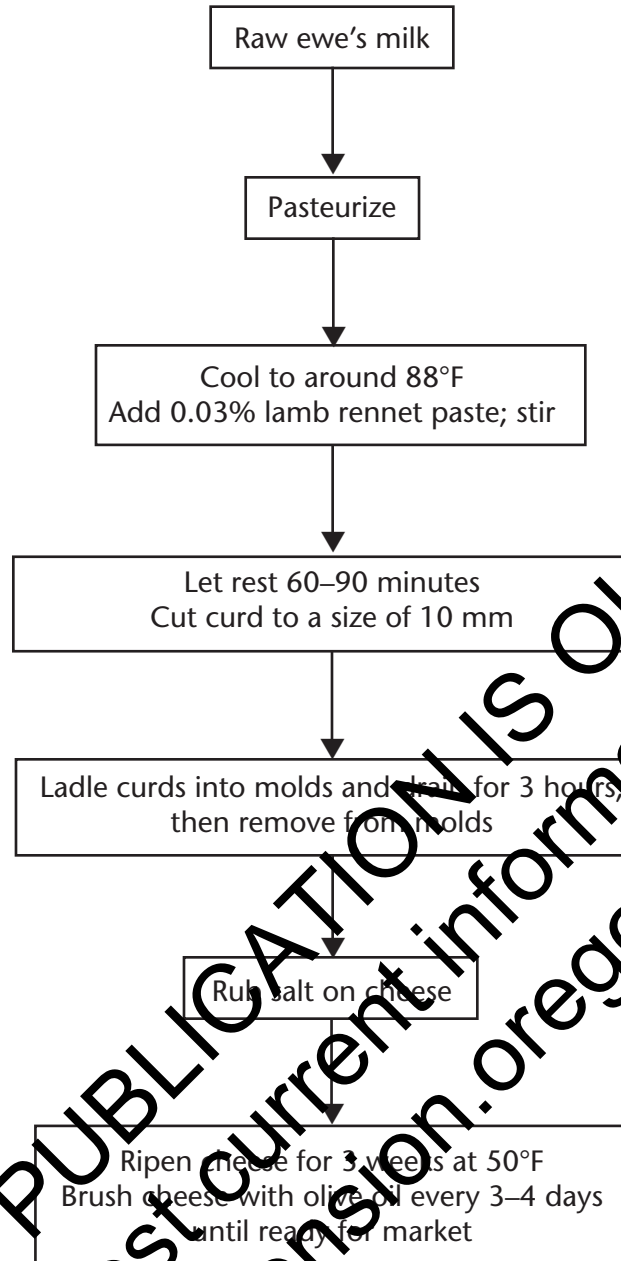 Raw ewe’s milk
Pasteurize
Cool to around 88°F
Add 0.03% lamb rennet paste; stir
Let rest 60–90 minutes
Cut curd to a size of 10 mm
Ladle curds into molds and drain for 3 hours,
then remove from molds
Rub salt on cheese
Ripen cheese for 3 weeks at 50°F
Brush cheese with olive oil every 3–4 days
until ready for market
PUBLICATION IS
current